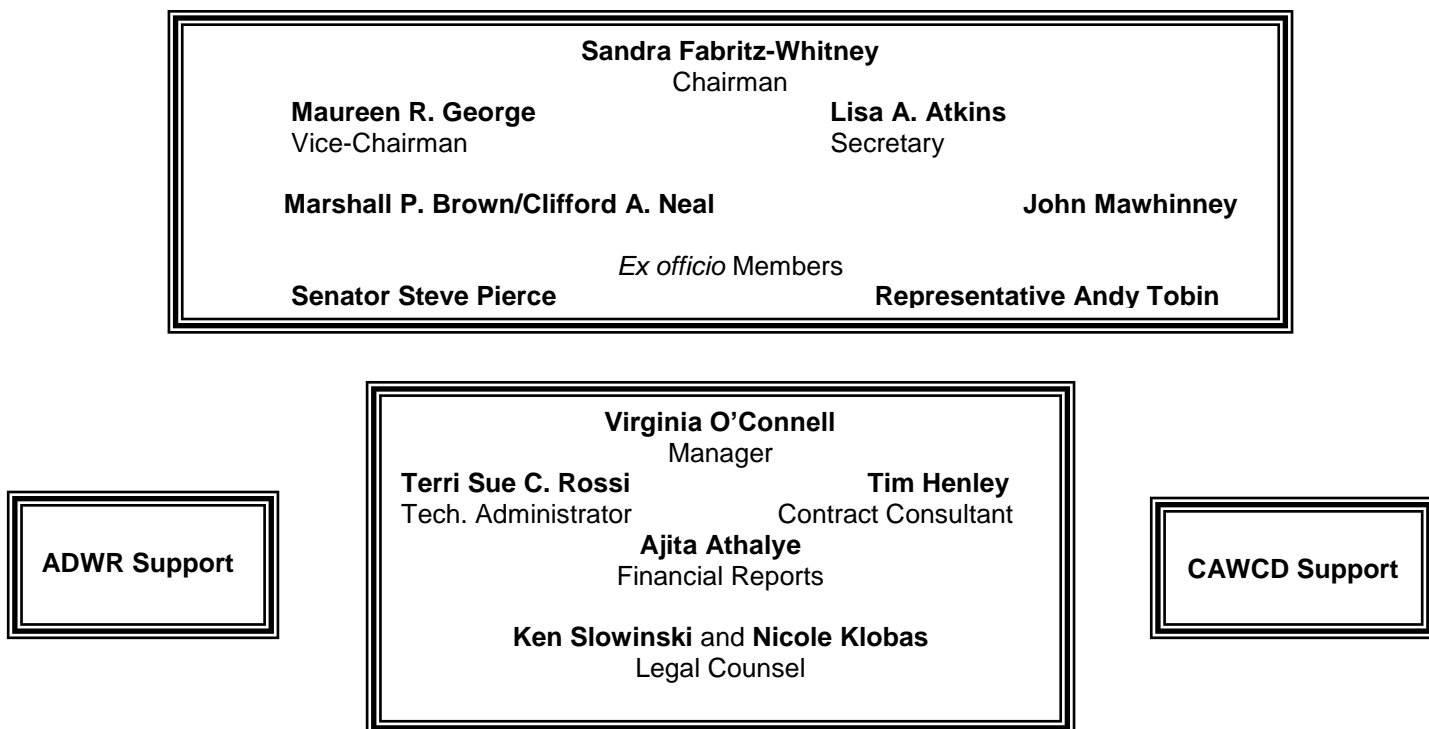 Sandra Fabritz-Whitney
Chairman
Maureen R. George Lisa A. Atkins
Vice-Chairman Secretary
Marshall P. Brown/Clifford A. Neal John Mawhinney
Ex officio Members
Senator Steve Pierce Representative Andy Tobin
Virginia O’Connell
Manager
Terri Sue C. Rossi Tim Henley
Tech. Administrator Contract Consultant
Ajita Athalye
Financial Reports
Ken Slowinski and Nicole Klobas
Legal Counsel
ADWR Support
CAWCD Support